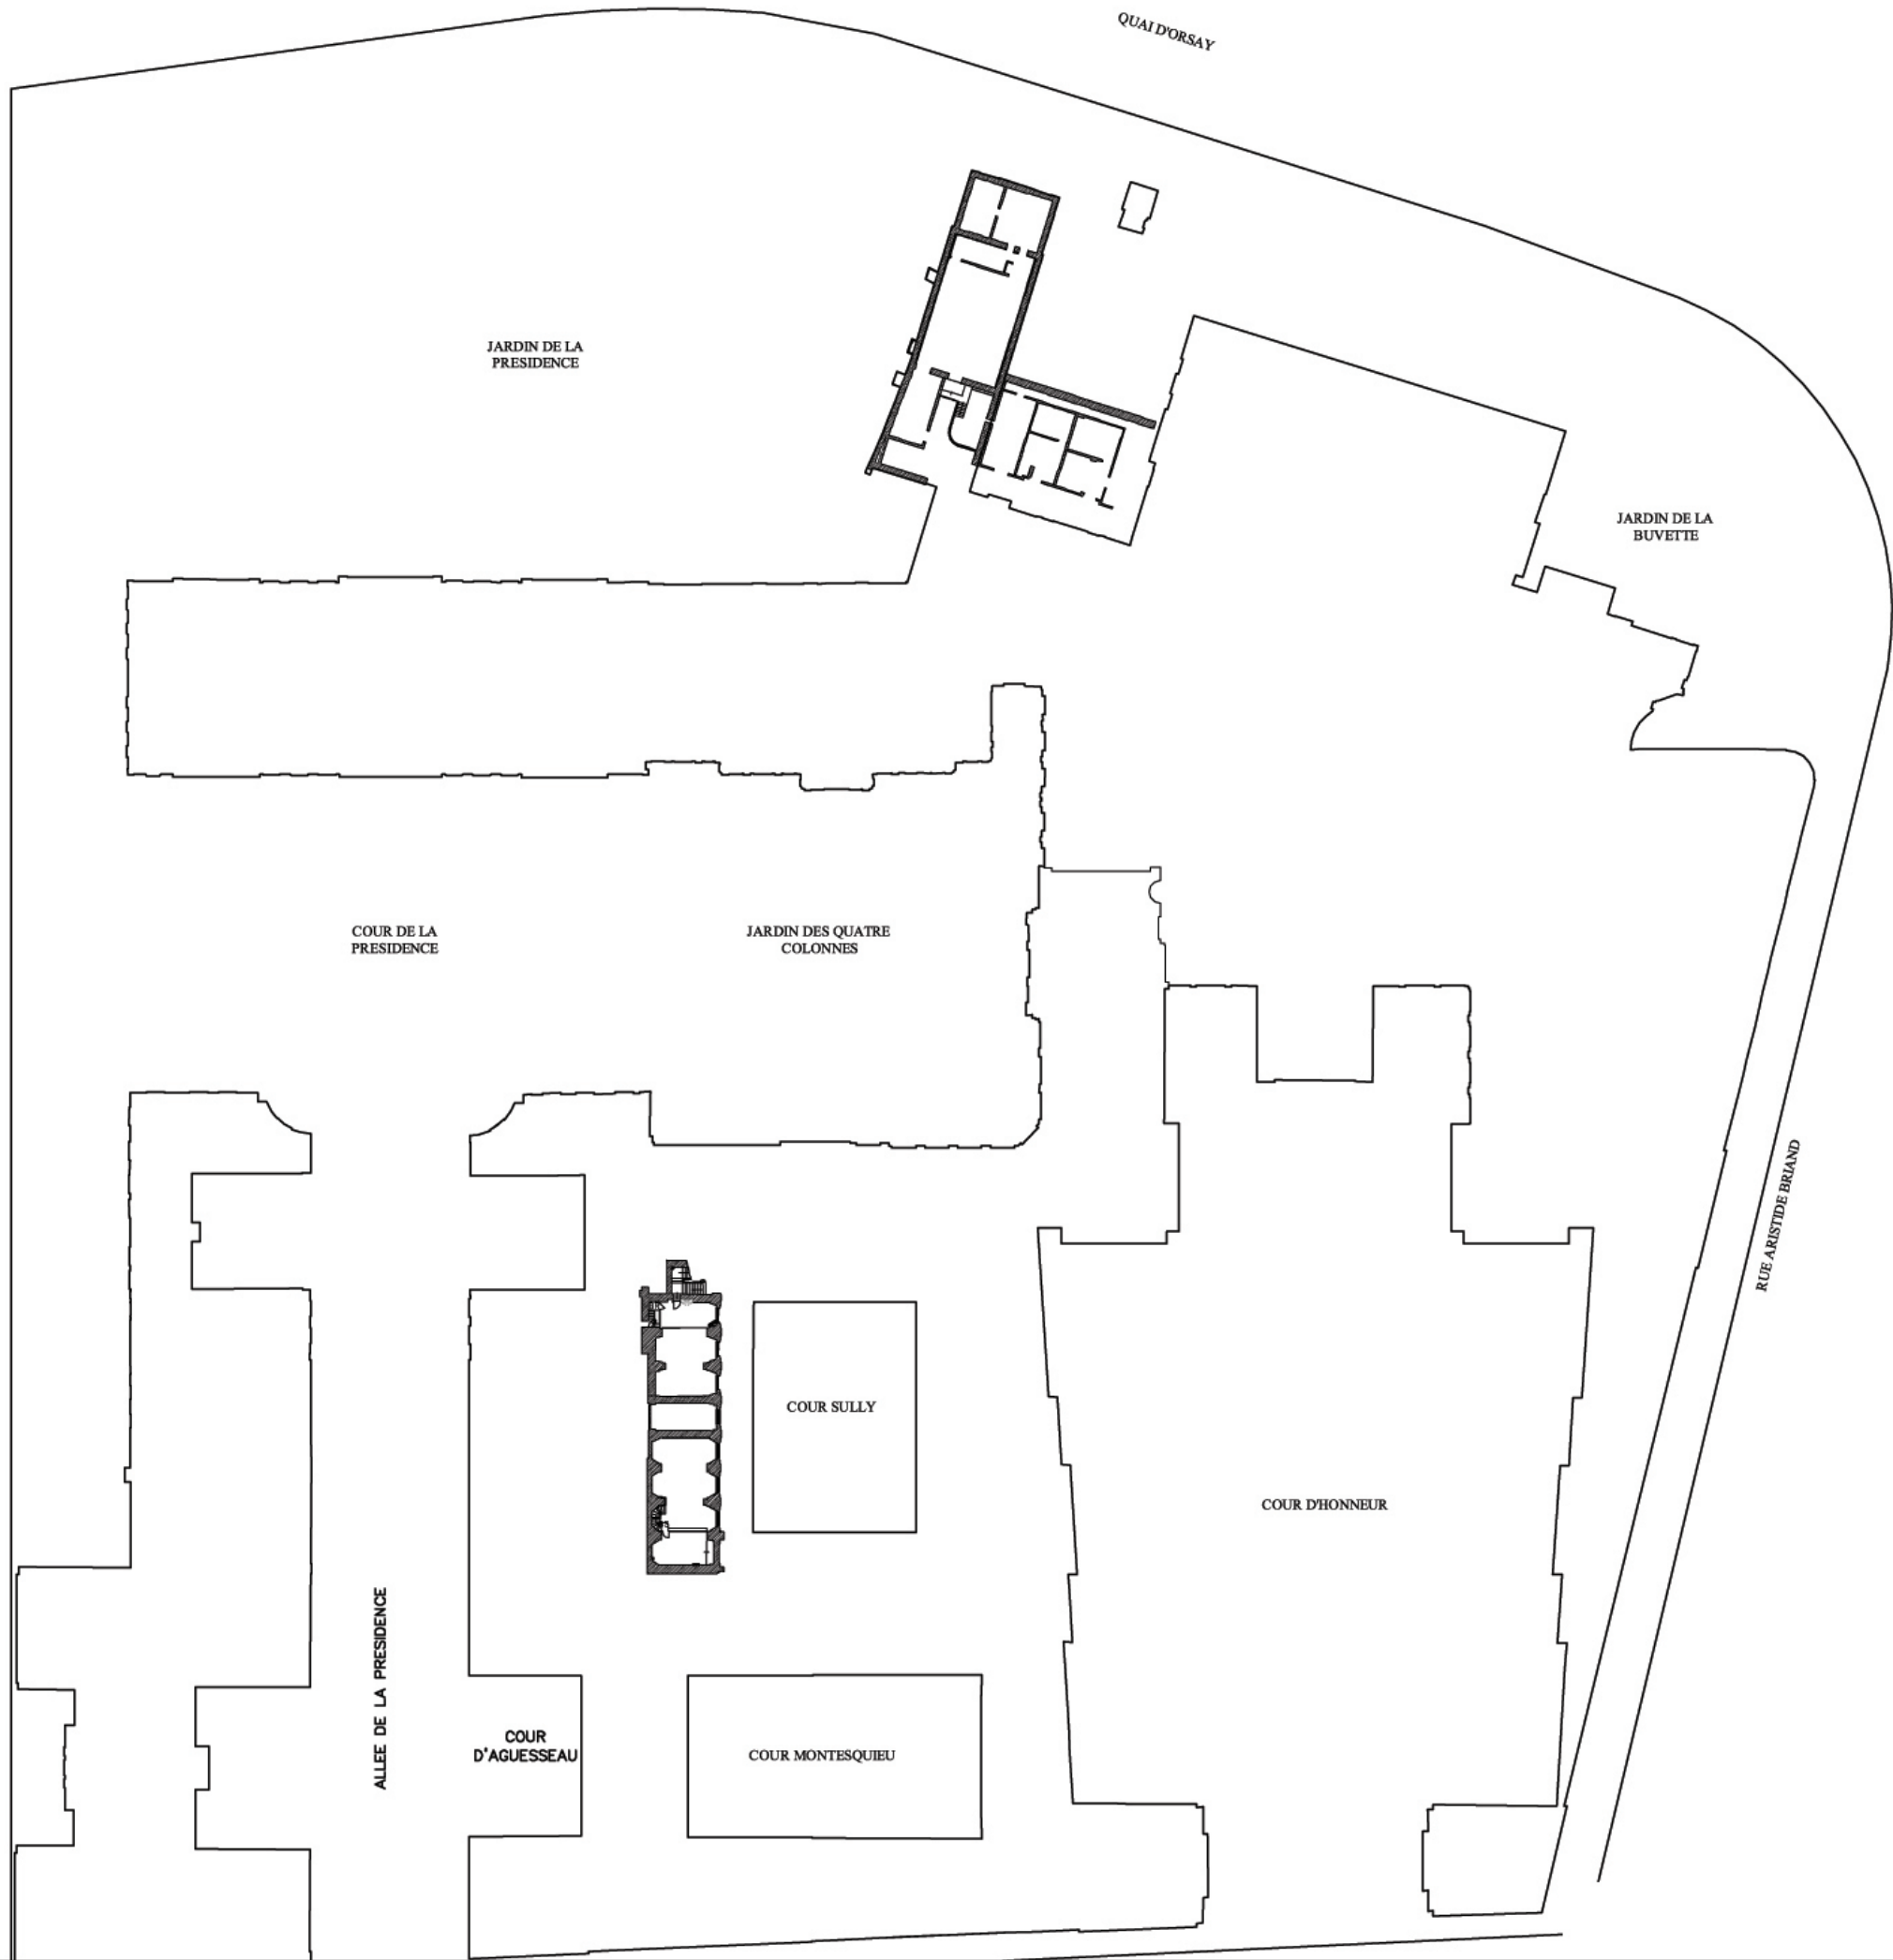 QUAI D'ORSAY
JARDIN DE LA
PRESIDENCE
JARDIN DE LA
BUVETTE
COUR DE LA
PRESIDENCE
JARDIN DES QUATRE
COLONNES
RUE ARISTIDE BRIAND
COUR SULLY
COUR D'HONNEUR
ALLEE DE LA PRESIDENCE
COUR
D'AGUESSEAU
COUR MONTESQUIEU